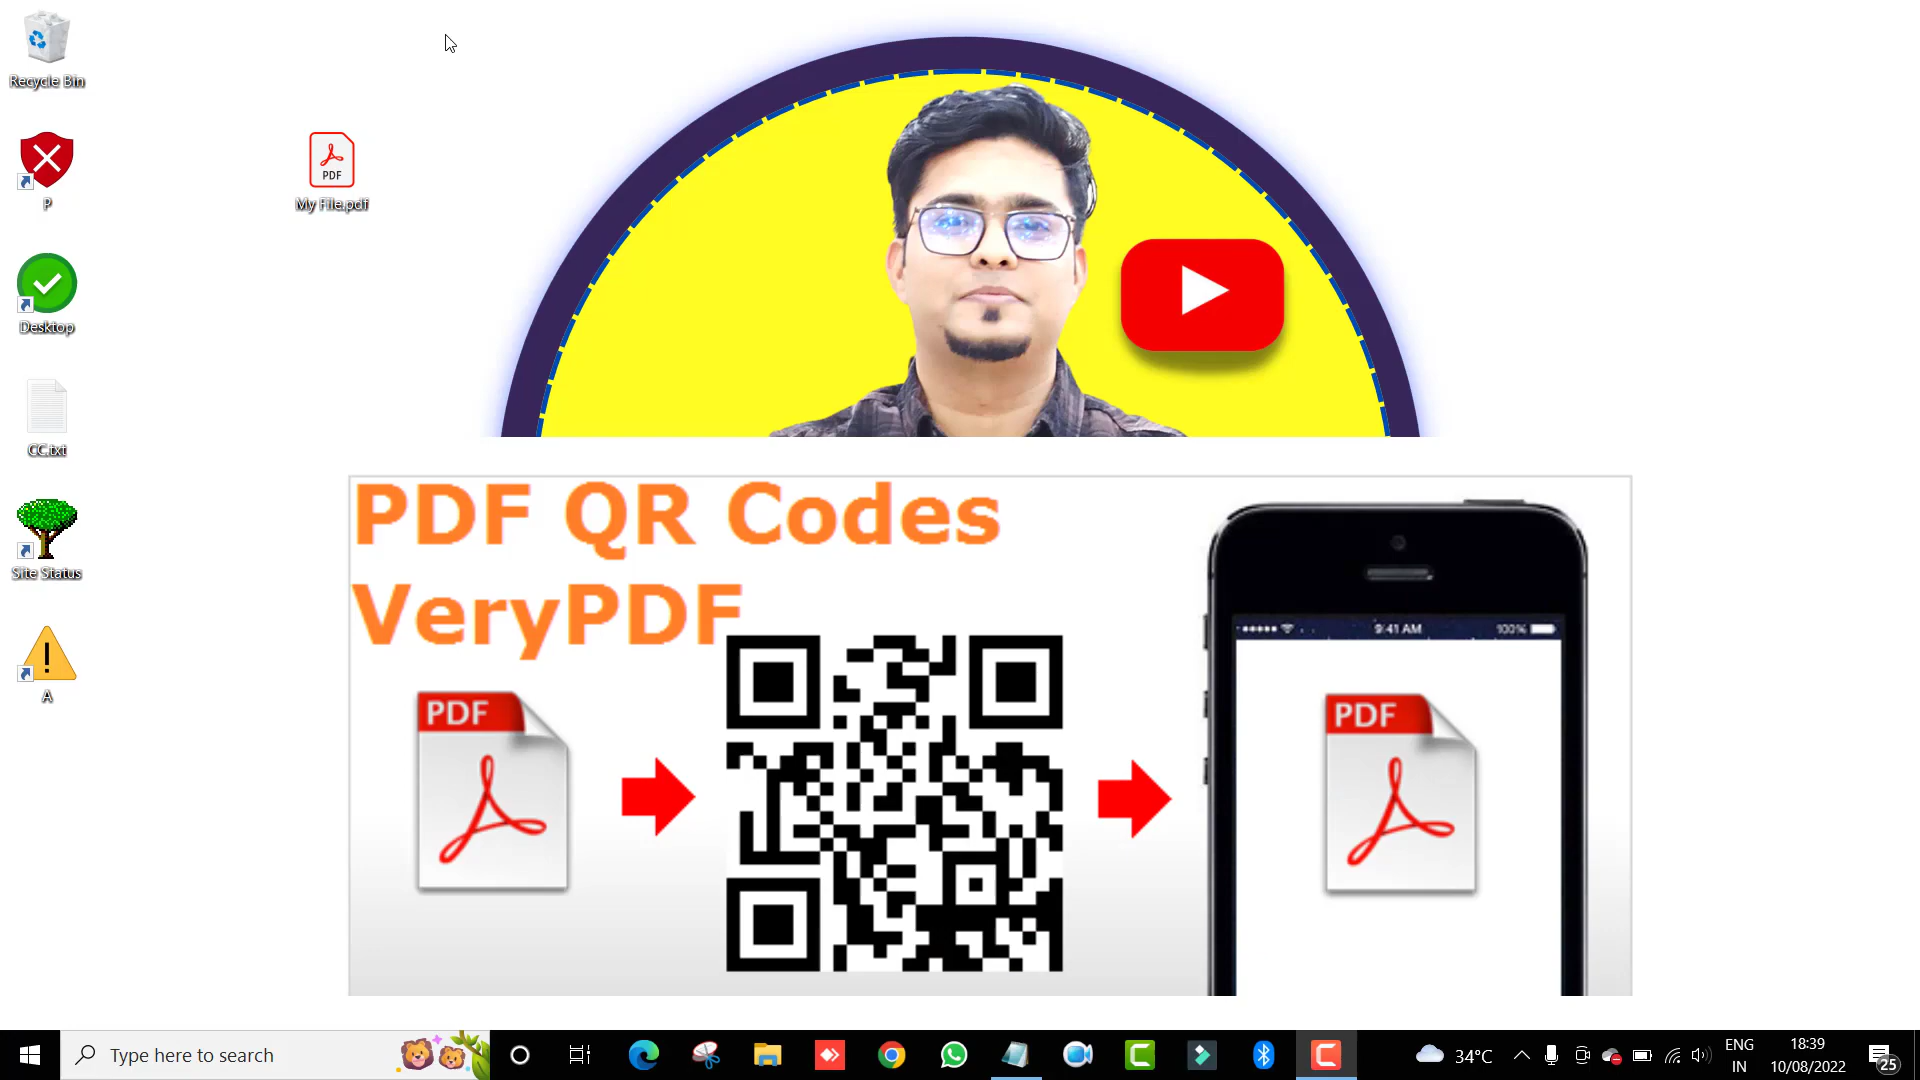 Recycle Bin
P
PDF
My File.pdf
Desktop
CC.txt
Site Status
A
PDF QR Codes
VeryPDF
PDF
9:41 AM
100%
PDF
Type here to search
34°C
ENG
IN
18:39
10/08/2022
25